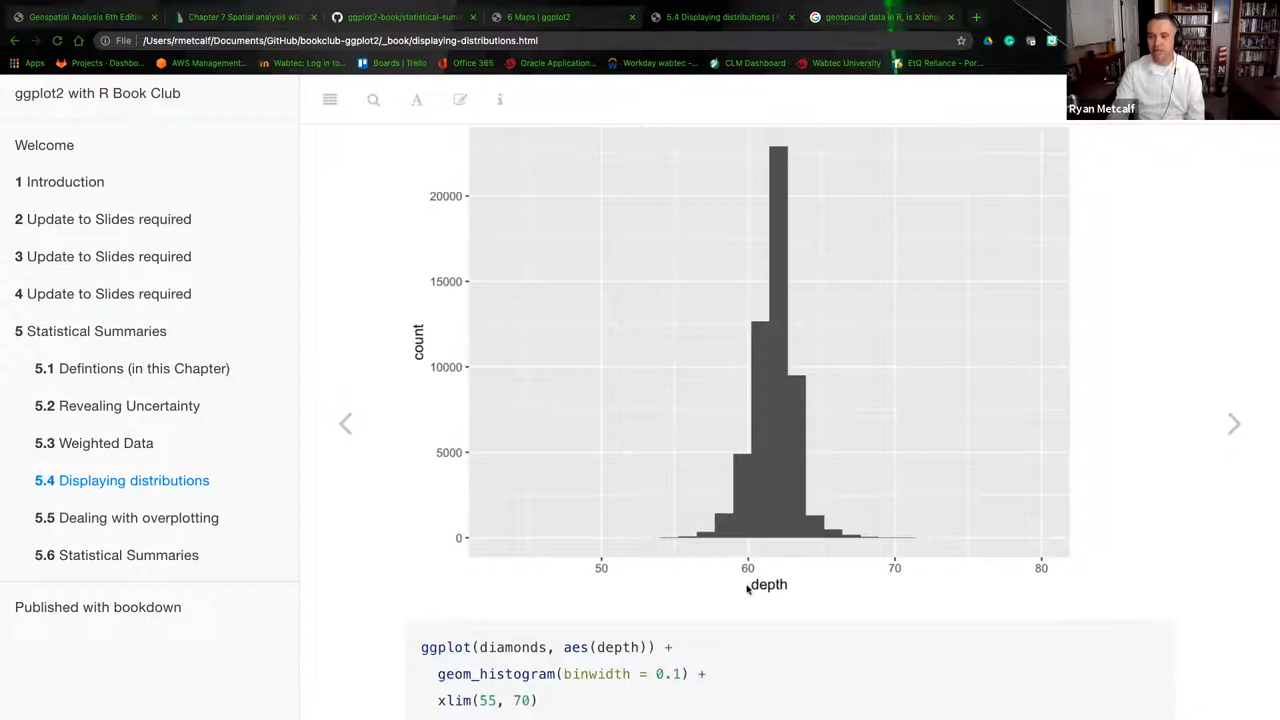 Geospatial Analysis 6th Editio
Chapter 7 Spatial analysis with
ggplot2-book/statistical-summ
6 Maps | ggplot2
5.4 Displaying distributions |
geospacial data in R, is X long
File /Users/rmetcalf/Documents/GitHub/bookclub-ggplot2/_book/displaying-distributions.html
Apps Projects · Dashbo... AWS Management... Wabtec: Log in to... Boards | Trello Office 365 Oracle Application... Workday wabtec -... CLM Dashboard Wabtec University EtQ Reliance - Por...
Ryan Metcalf
ggplot2 with R Book Club
Welcome
1 Introduction
2 Update to Slides required
3 Update to Slides required
4 Update to Slides required
5 Statistical Summaries
5.1 Defintions (in this Chapter)
5.2 Revealing Uncertainty
5.3 Weighted Data
5.4 Displaying distributions
5.5 Dealing with overplotting
5.6 Statistical Summaries
Published with bookdown
20000
15000
10000
5000
0
count
50 60 70 80
depth
ggplot(diamonds, aes(depth)) +
geom_histogram(binwidth = 0.1) +
xlim(55, 70)